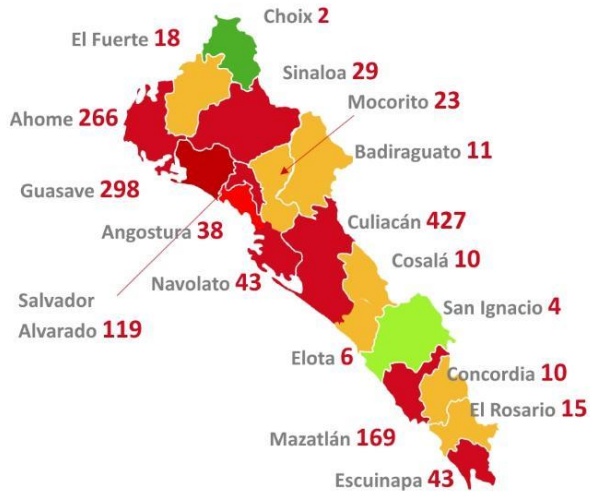 Choix 2
El Fuerte 18
Sinaloa 29
Mocorito 23
Ahome 266
Badiraguato 11
Guasave 298
Culiacán 427
Angostura 38
Cosalá 10
Navolato 43
Salvador
Alvarado 119
San Ignacio 4
Elota 6
Concordia 10
El Rosario 15
Mazatlán 169
Escuinapa 43